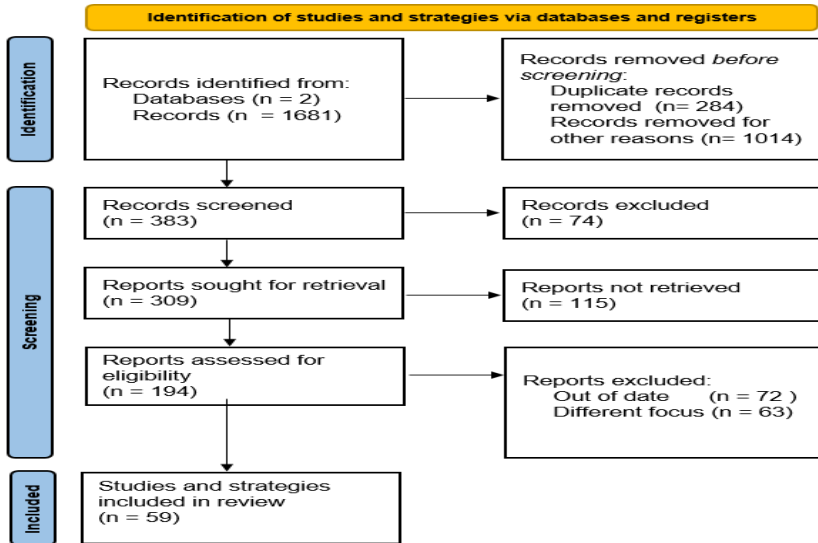 Identification of studies and strategies via databases and registers
Identification
Records identified from:
Databases (n = 2)
Records (n  = 1681)
Records removed before
screening:
Duplicate records
removed  (n= 284)
Records removed for
other reasons (n= 1014)
Screening
Records screened
(n = 383)
Records excluded
(n = 74)
Reports sought for retrieval
(n = 309)
Reports not retrieved
(n = 115)
Reports assessed for
eligibility
(n = 194)
Reports excluded:
Out of date      (n = 72 )
Different focus (n = 63)
Included
Studies and strategies
included in review
(n = 59)